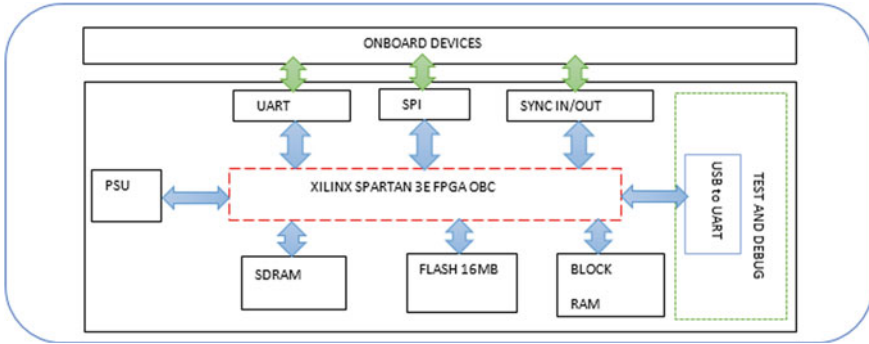 ONBOARD DEVICES
UART
SPI
SYNC IN/OUT
PSU
XILINX SPARTAN 3E FPGA OBC
USB to UART
TEST AND DEBUG
SDRAM
FLASH 16MB
BLOCK
RAM